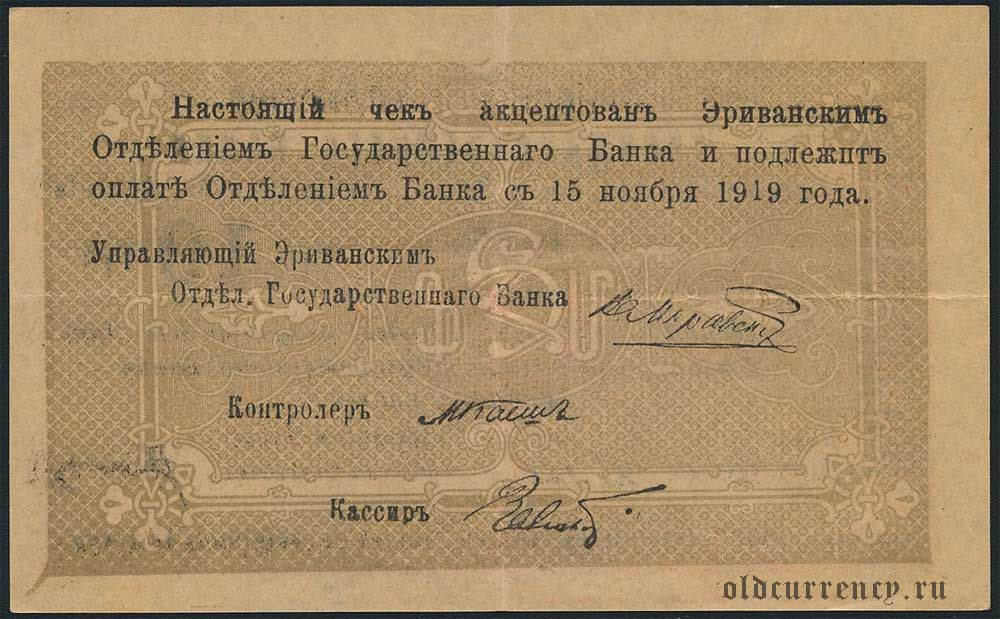 Настоящій чекъ акцептованъ Эриванскимъ
Отдѣленіемъ Государственнаго Банка и подлежптъ
оплатѣ Отдѣленіемъ Банка съ 15 ноября 1919 года.
Управляющій Эриванскимъ
Отдѣл. Государственнаго Банка
Контролеръ
Кассиръ
oldcurrency.ru